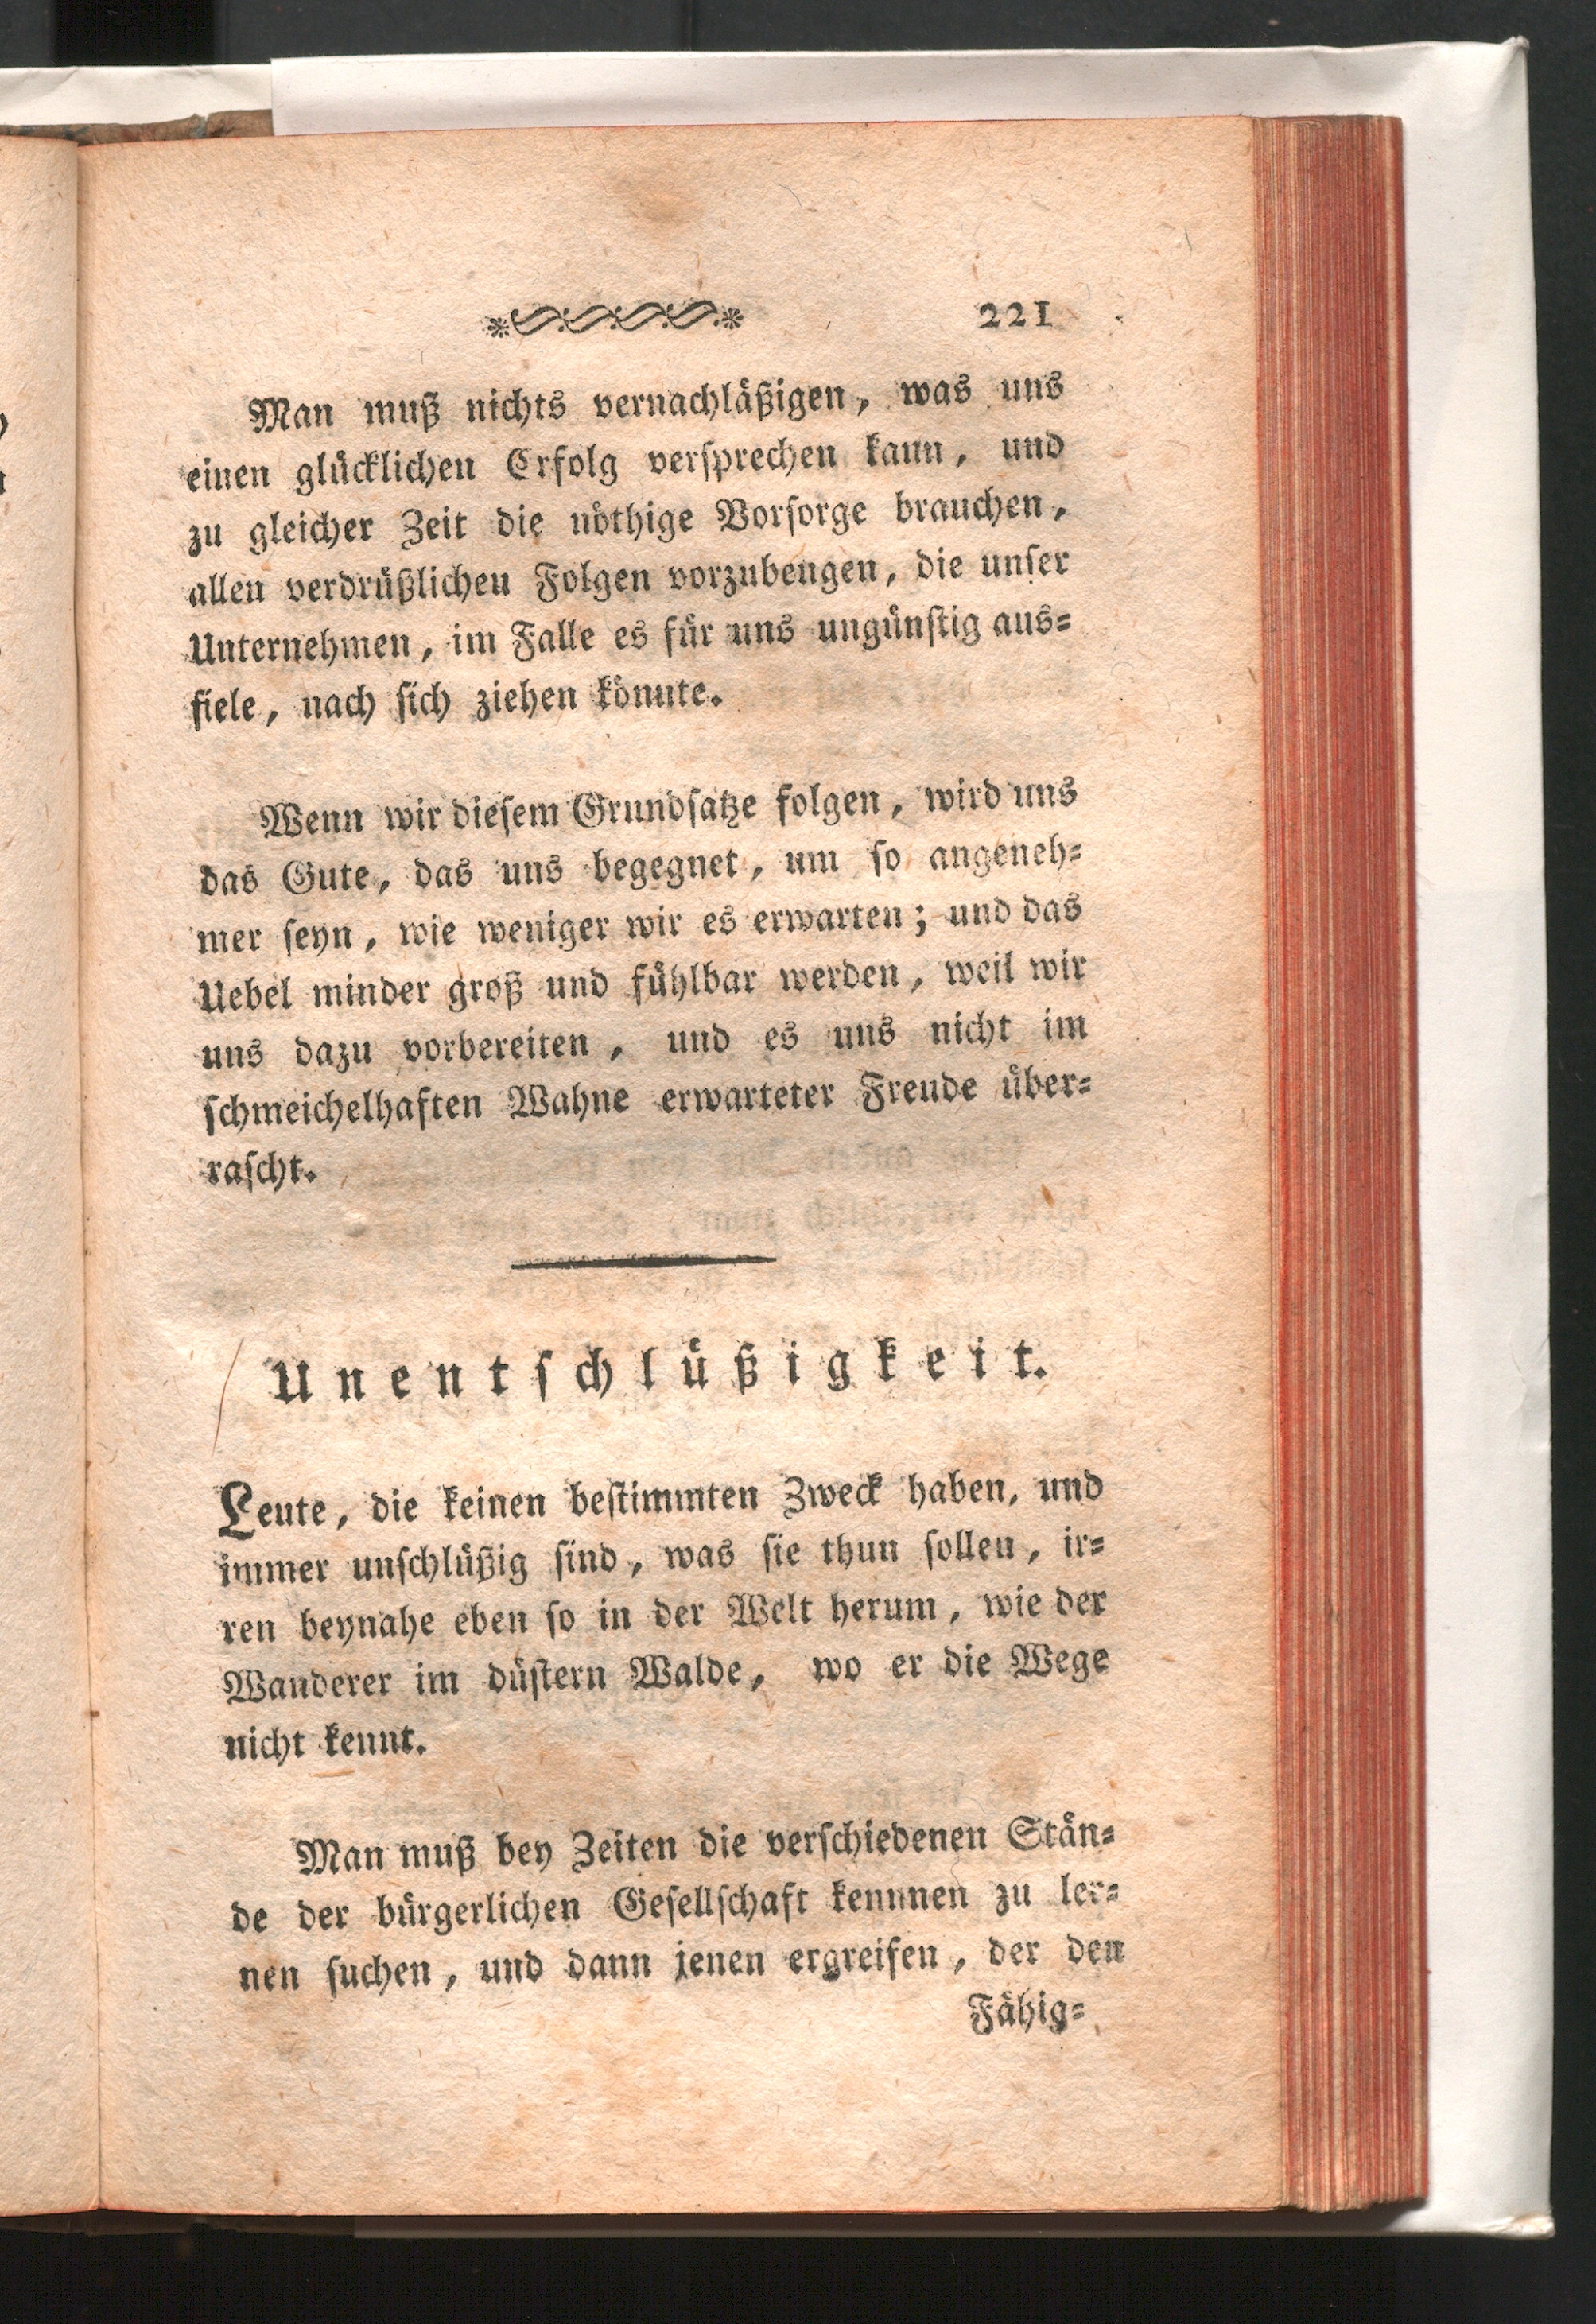 221
Man muß nichts vernachläßigen, was uns
einen glücklichen Erfolg versprechen kann, und
zu gleicher Zeit die nöthige Vorsorge brauchen,
allen verdrüßlichen Folgen vorzubeugen, die unser
Unternehmen, im Falle es für uns ungünstig aus=
fiele, nach sich ziehen könnte.
Wenn wir diesem Grundsatze folgen, wird uns
das Gute, das uns begegnet, um so angeneh=
mer seyn, wie weniger wir es erwarten; und das
Uebel minder groß und fühlbar werden, weil wir
uns dazu vorbereiten, und es uns nicht im
schmeichelhaften Wahne erwarteter Freude über=
rascht.
Unentschlüßigkeit.
Leute, die keinen bestimmten Zweck haben, und
immer unschlüßig sind, was sie thun sollen, ir=
ren beynahe eben so in der Welt herum, wie der
Wanderer im düstern Walde, wo er die Wege
nicht kennt.
Man muß bey Zeiten die verschiedenen Stän=
de der bürgerlichen Gesellschaft kennnen zu ler=
nen suchen, und dann jenen ergreifen, der den
Fähig=